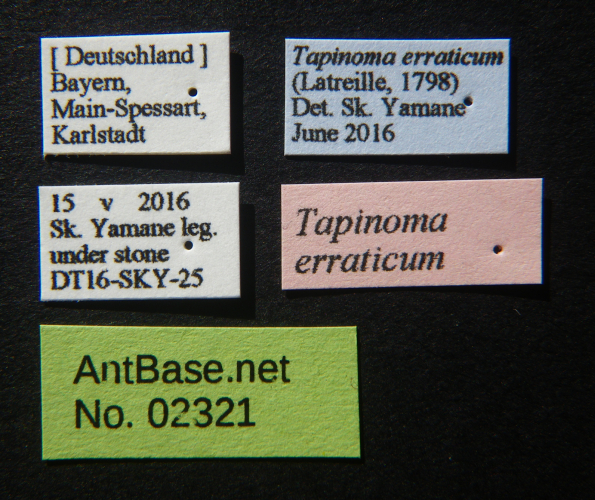 [ Deutschland ]
Bayern,
Main-Spessart,
Karlstadt
Tapinoma erraticum
(Latreille, 1798)
Det. Sk. Yamane
June 2016
15 v 2016
Sk. Yamane leg.
under stone
DT16-SKY-25
Tapinoma
erraticum
AntBase.net
No. 02321